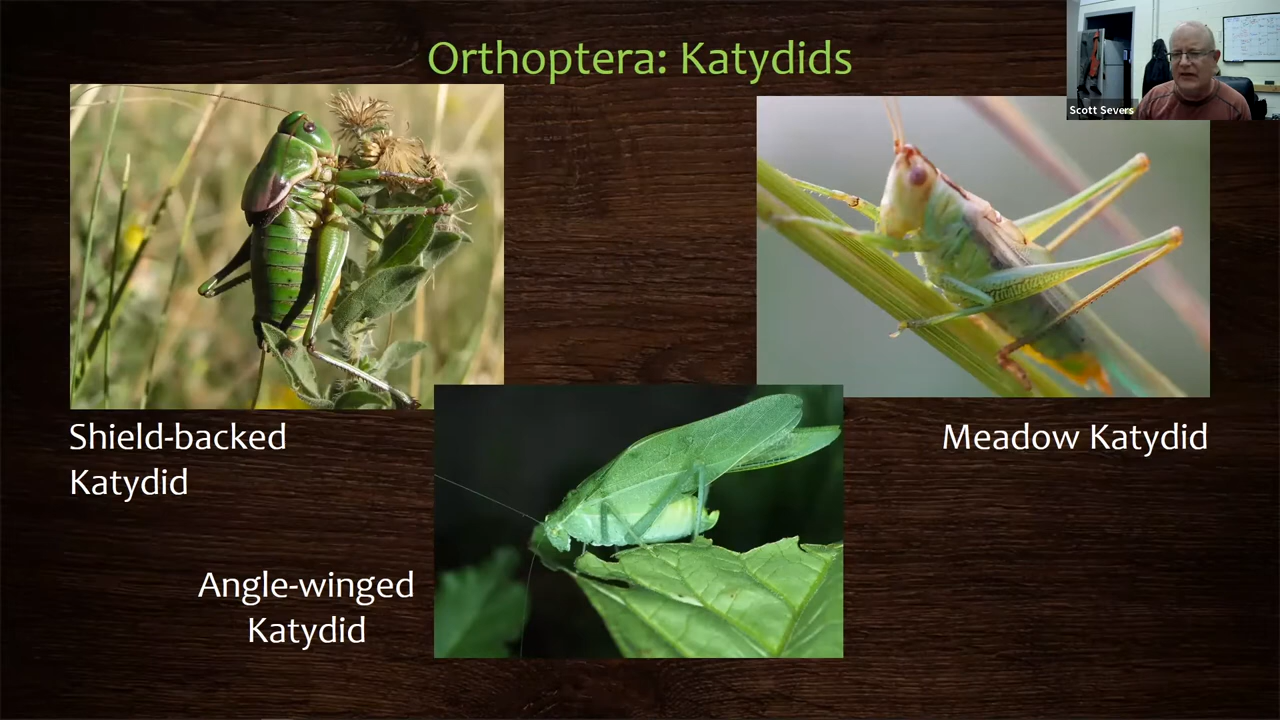 Orthoptera: Katydids
Scott Severs
Shield-backed
Katydid
Meadow Katydid
Angle-winged
Katydid